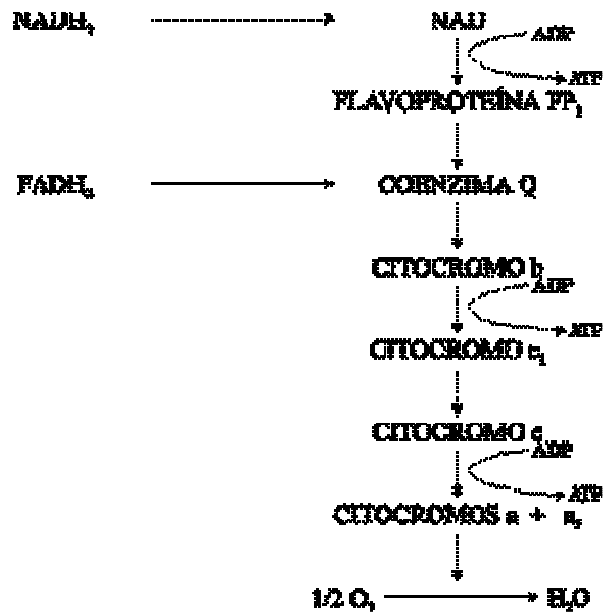 NADH₂ NAD
ADP
ATP
FLAVOPROTEÍNA FP₁
FADH₂ COENZIMA Q
CITOCROMO b
ADP
ATP
CITOCROMO c₁
CITOCROMO c
ADP
ATP
CITOCROMOS a + a₃
1/2 O₂ H₂O